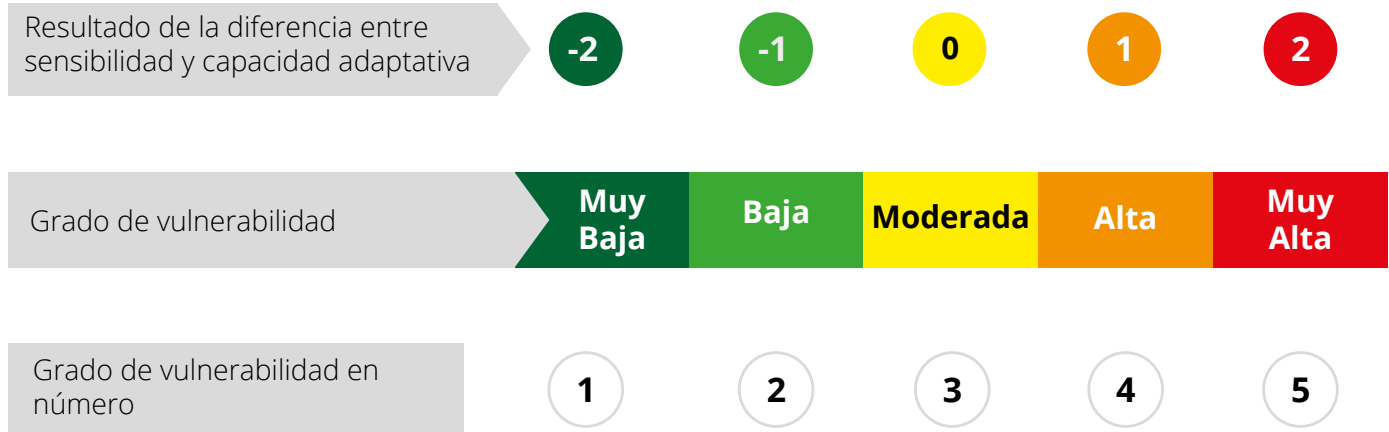 Resultado de la diferencia entre
sensibilidad y capacidad adaptativa
-2 -1 0 1 2
Grado de vulnerabilidad
Muy
Baja
Baja
Moderada
Alta
Muy
Alta
Grado de vulnerabilidad en
número
1 2 3 4 5